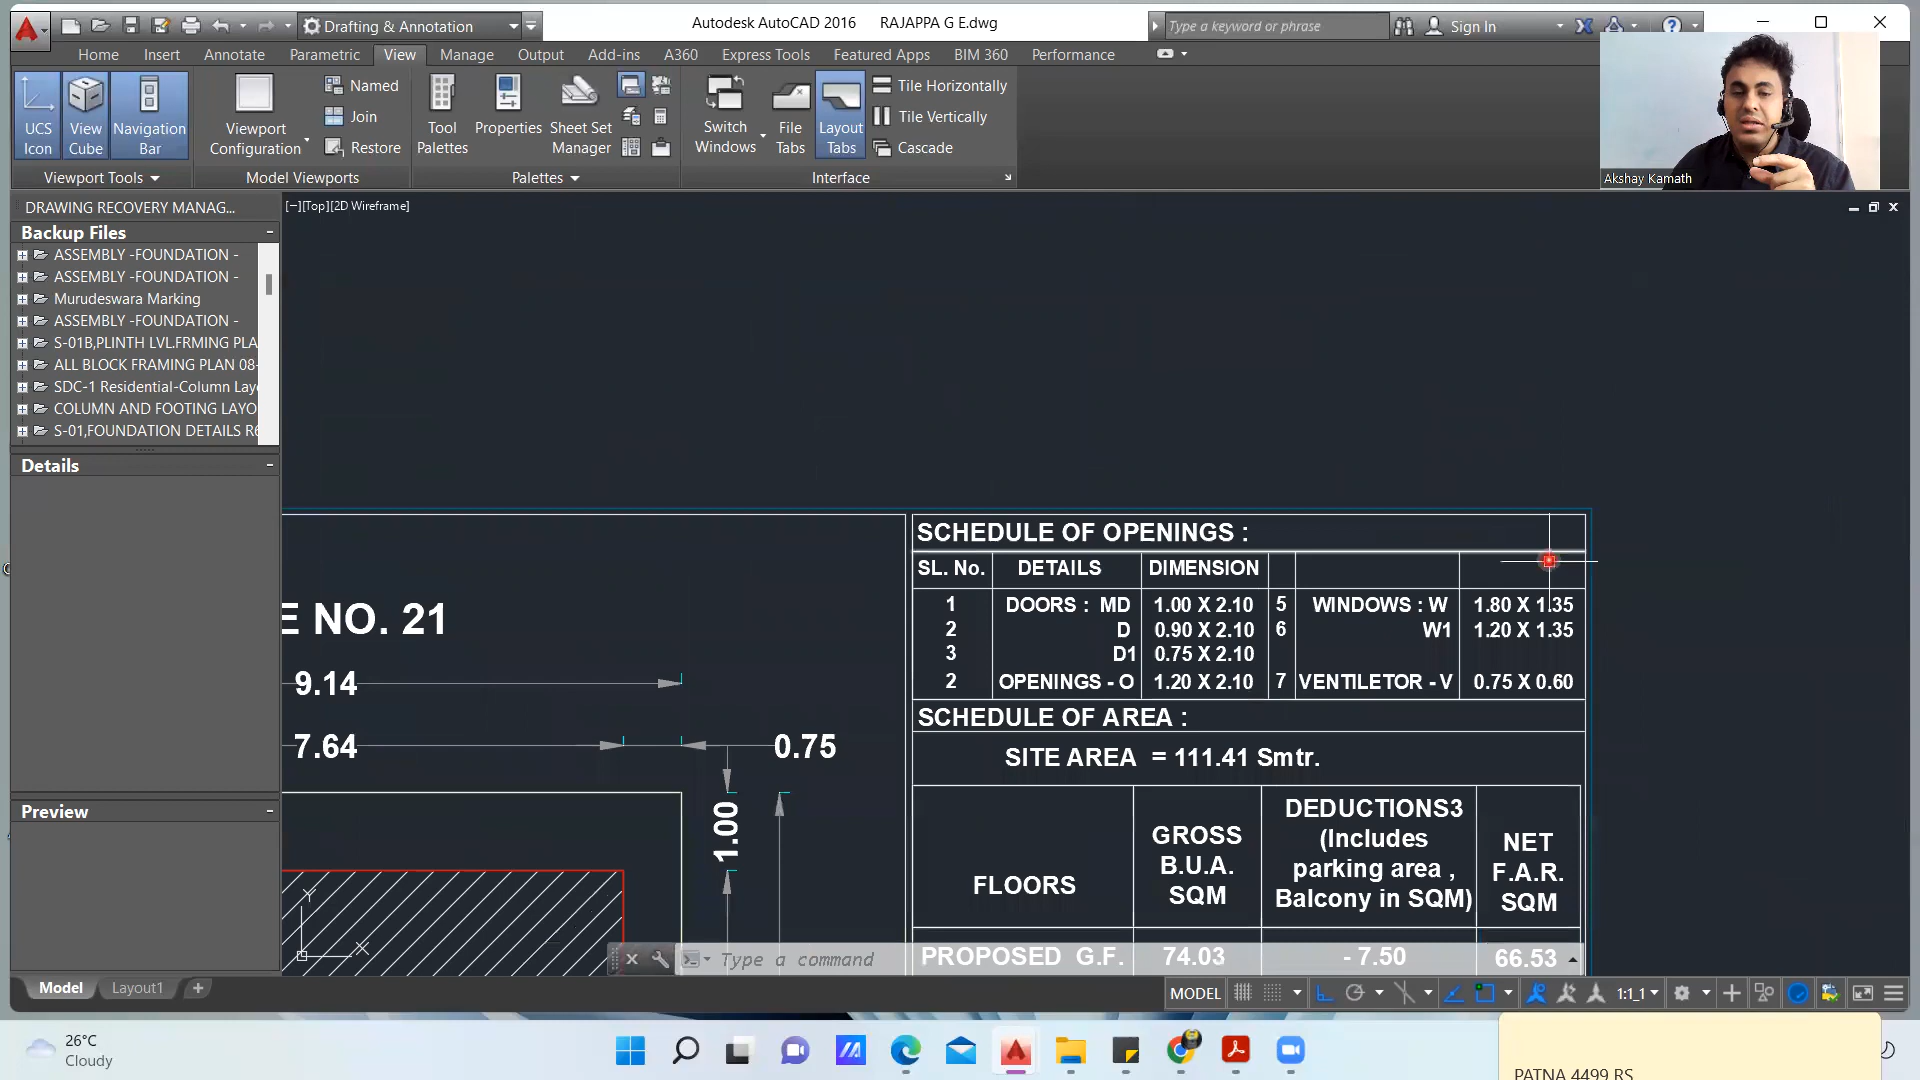 Drafting & Annotation
Autodesk AutoCAD 2016 RAJAPPA G E.dwg
Type a keyword or phrase
Sign In
Home Insert Annotate Parametric View Manage Output Add-ins A360 Express Tools Featured Apps BIM 360 Performance
UCS Icon
View Cube
Navigation Bar
Viewport Configuration
Named
Join
Restore
Tool Palettes
Properties
Sheet Set Manager
Switch Windows
File Tabs
Layout Tabs
Tile Horizontally
Tile Vertically
Cascade
Viewport Tools
Model Viewports
Palettes
Interface
Akshay Kamath
DRAWING RECOVERY MANAG...
Backup Files
ASSEMBLY -FOUNDATION -
ASSEMBLY -FOUNDATION -
Murudeswara Marking
ASSEMBLY -FOUNDATION -
S-01B,PLINTH LVL.FRMING PLA
ALL BLOCK FRAMING PLAN 08-
SDC-1 Residential-Column Lay
COLUMN AND FOOTING LAYO
S-01,FOUNDATION DETAILS R6
Details
Preview
[−][Top][2D Wireframe]
E NO. 21
9.14
7.64
0.75
1.00
Y
X
SCHEDULE OF OPENINGS :
SL. No. DETAILS DIMENSION
1 DOORS : MD 1.00 X 2.10 5 WINDOWS : W 1.80 X 1.35
2 D 0.90 X 2.10 6 W1 1.20 X 1.35
3 D1 0.75 X 2.10
2 OPENINGS - O 1.20 X 2.10 7 VENTILETOR - V 0.75 X 0.60
SCHEDULE OF AREA :
SITE AREA = 111.41 Smtr.
FLOORS
GROSS
B.U.A.
SQM
DEDUCTIONS3
(Includes
parking area ,
Balcony in SQM)
NET
F.A.R.
SQM
PROPOSED G.F. 74.03 - 7.50 66.53
Type a command
Model Layout1
MODEL
1:1_1
26°C
Cloudy
PATNA 4499 RS